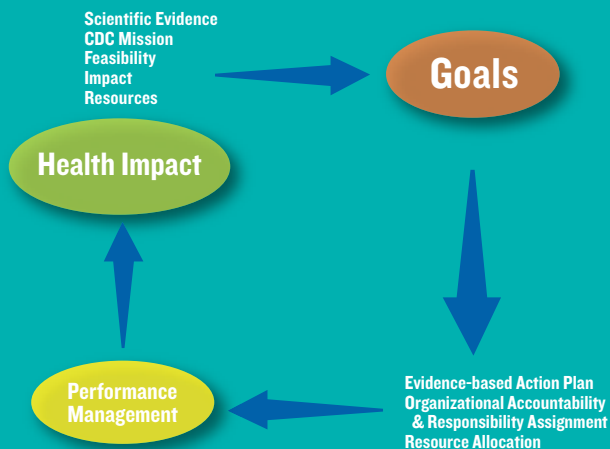 Scientific Evidence
CDC Mission
Feasibility
Impact
Resources
Goals
Health Impact
Performance
Management
Evidence-based Action Plan
Organizational Accountability
& Responsibility Assignment
Resource Allocation